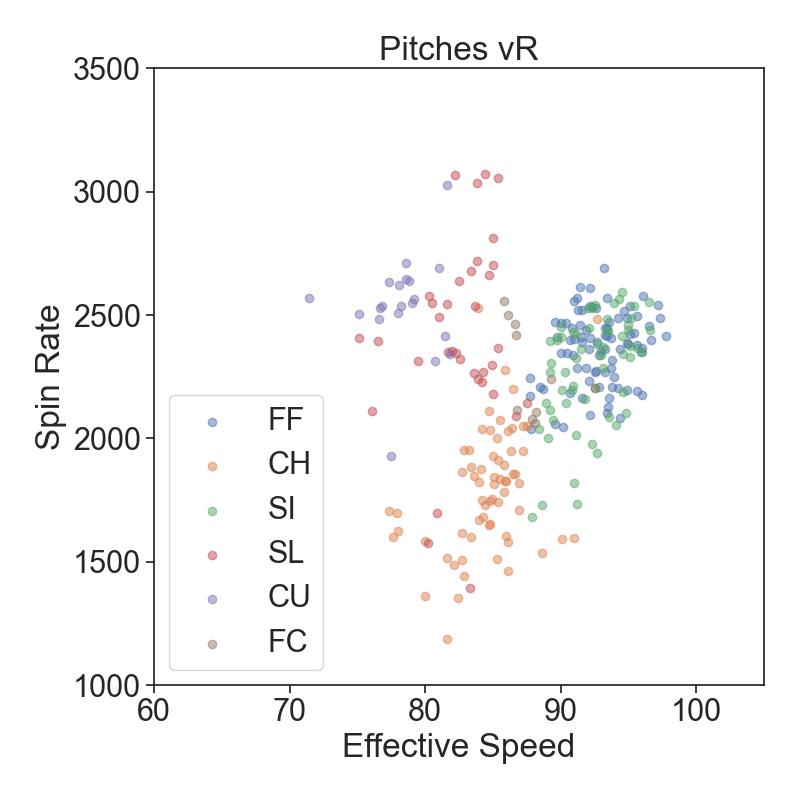 Pitches vR
3500
3000
2500
2000
1500
1000
Spin Rate
FF
CH
SI
SL
CU
FC
60 70 80 90 100
Effective Speed